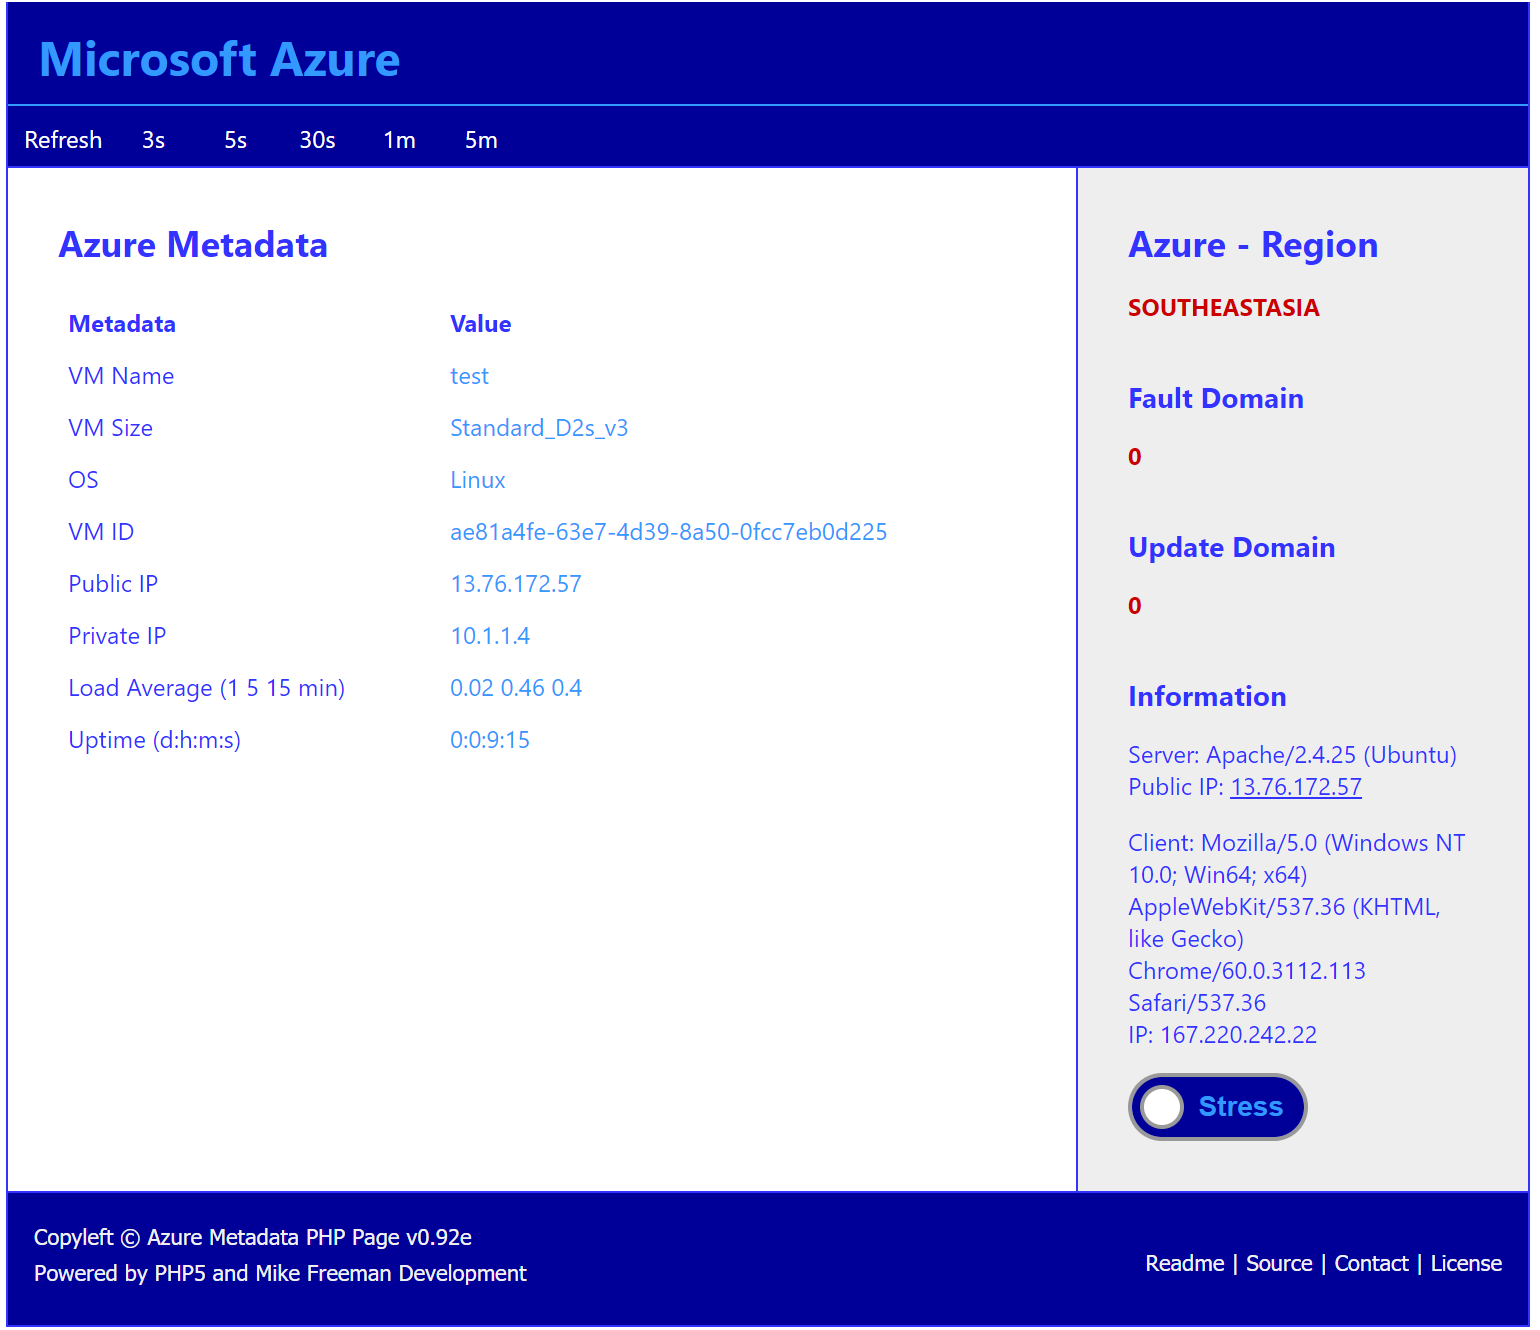 Microsoft Azure
Refresh 3s 5s 30s 1m 5m
Azure Metadata
Metadata Value
VM Name test
VM Size Standard_D2s_v3
OS Linux
VM ID ae81a4fe-63e7-4d39-8a50-0fcc7eb0d225
Public IP 13.76.172.57
Private IP 10.1.1.4
Load Average (1 5 15 min) 0.02 0.46 0.4
Uptime (d:h:m:s) 0:0:9:15
Azure - Region
SOUTHEASTASIA
Fault Domain
0
Update Domain
0
Information
Server: Apache/2.4.25 (Ubuntu)
Public IP: 13.76.172.57
Client: Mozilla/5.0 (Windows NT
10.0; Win64; x64)
AppleWebKit/537.36 (KHTML,
like Gecko)
Chrome/60.0.3112.113
Safari/537.36
IP: 167.220.242.22
Stress
Copyleft © Azure Metadata PHP Page v0.92e
Powered by PHP5 and Mike Freeman Development
Readme | Source | Contact | License